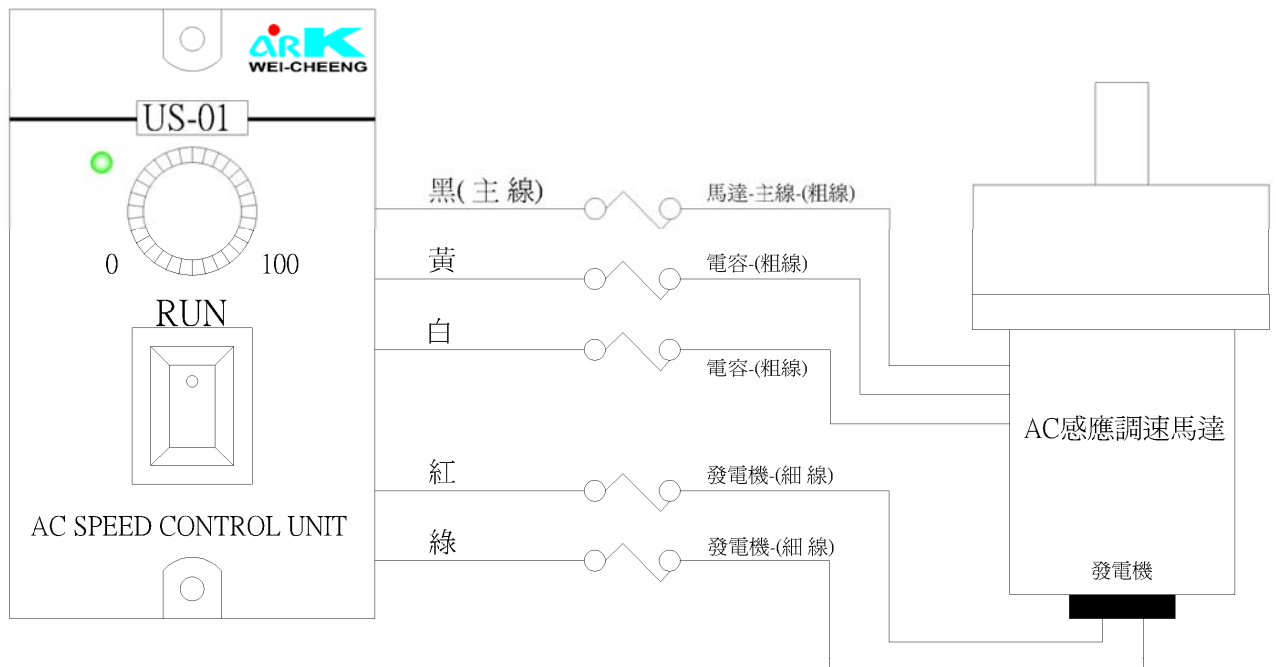 ARK
WEI-CHEENG
US-01
0
100
RUN
AC SPEED CONTROL UNIT
黑( 主 線)
馬達-主線-(粗線)
黃
電容-(粗線)
白
電容-(粗線)
紅
發電機-(細 線)
綠
發電機-(細 線)
AC感應調速馬達
發電機